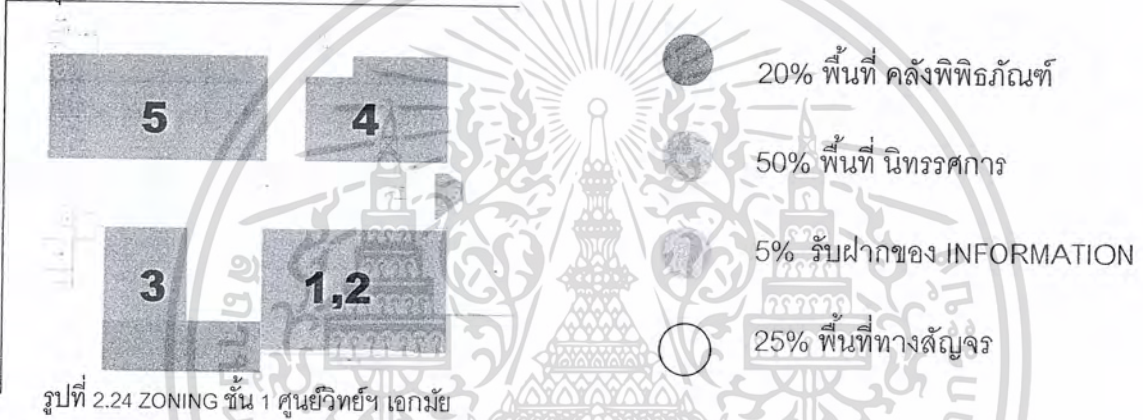 5
4
3
1,2
20% พื้นที่ คลังพิพิธภัณฑ์
50% พื้นที่ นิทรรศการ
5% รับฝากของ INFORMATION
25% พื้นที่ทางสัญจร
รูปที่ 2.24 ZONING ชั้น 1 ศูนย์วิทย์ฯ เอกมัย